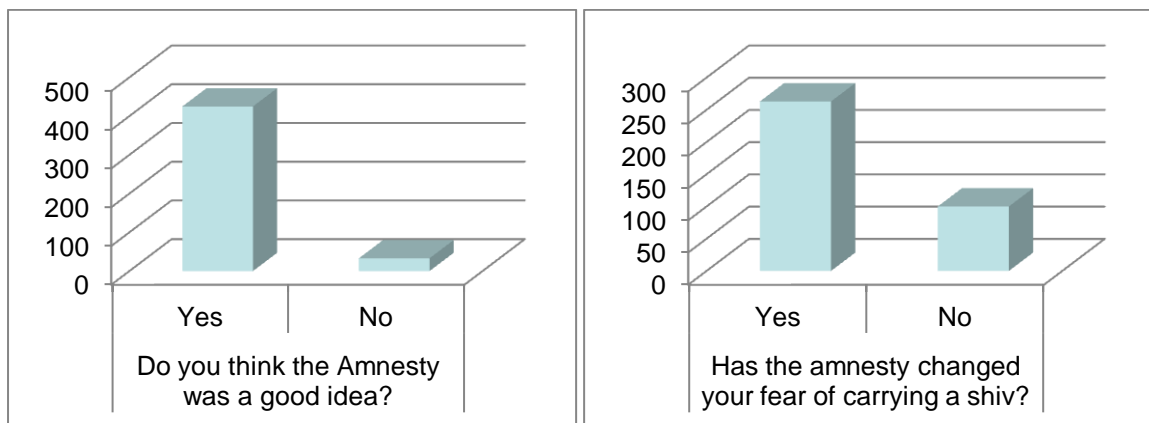 500
400
300
200
100
0
Yes No
Do you think the Amnesty
was a good idea?
300
250
200
150
100
50
0
Yes No
Has the amnesty changed
your fear of carrying a shiv?